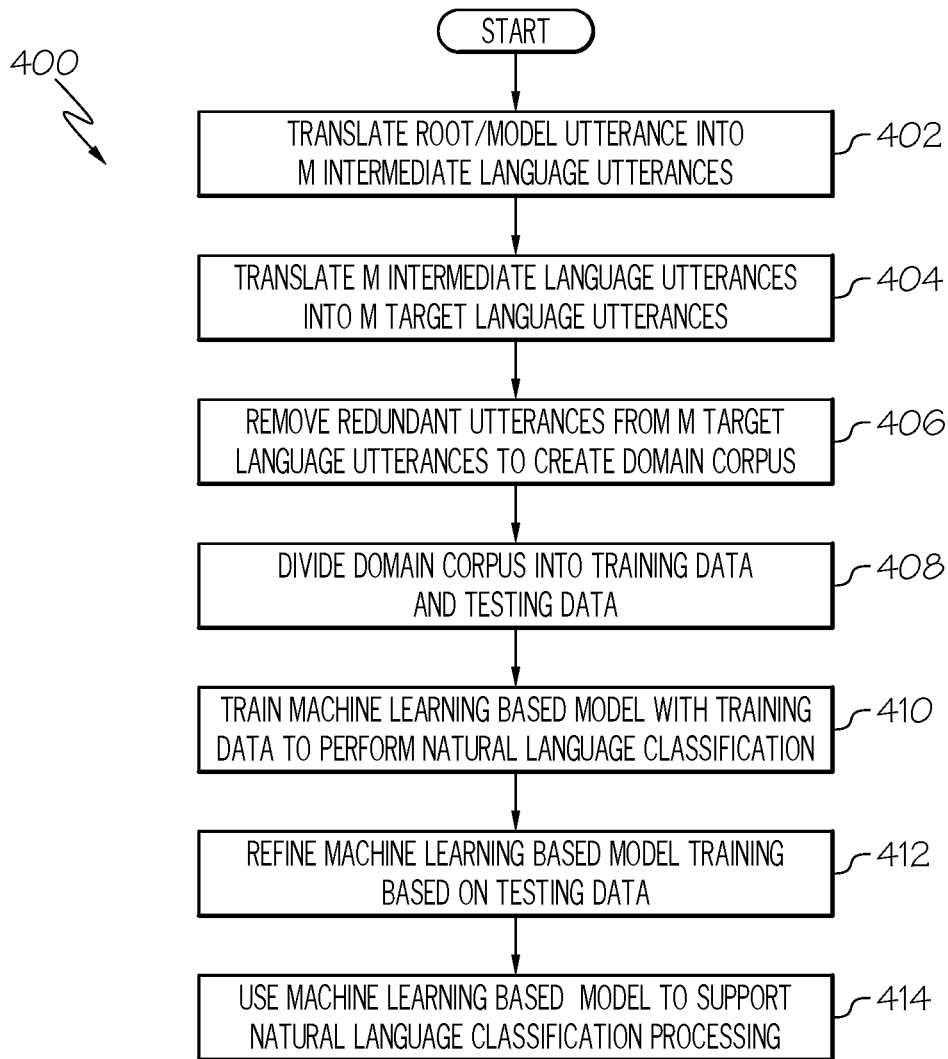 START
400
TRANSLATE ROOT/MODEL UTTERANCE INTO
M INTERMEDIATE LANGUAGE UTTERANCES
402
TRANSLATE M INTERMEDIATE LANGUAGE UTTERANCES
INTO M TARGET LANGUAGE UTTERANCES
404
REMOVE REDUNDANT UTTERANCES FROM M TARGET
LANGUAGE UTTERANCES TO CREATE DOMAIN CORPUS
406
DIVIDE DOMAIN CORPUS INTO TRAINING DATA
AND TESTING DATA
408
TRAIN MACHINE LEARNING BASED MODEL WITH TRAINING
DATA TO PERFORM NATURAL LANGUAGE CLASSIFICATION
410
REFINE MACHINE LEARNING BASED MODEL TRAINING
BASED ON TESTING DATA
412
USE MACHINE LEARNING BASED MODEL TO SUPPORT
NATURAL LANGUAGE CLASSIFICATION PROCESSING
414